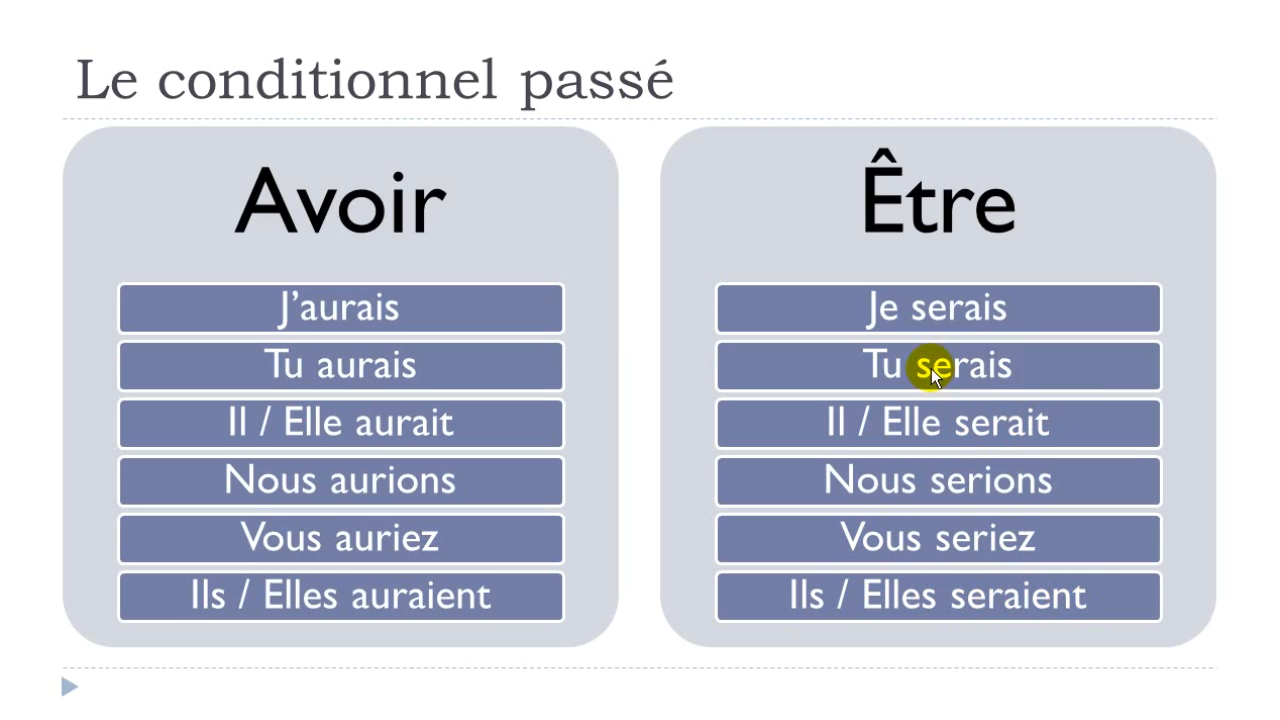 Le conditionnel passé
Avoir
J’aurais
Tu aurais
Il / Elle aurait
Nous aurions
Vous auriez
Ils / Elles auraient
Être
Je serais
Tu serais
Il / Elle serait
Nous serions
Vous seriez
Ils / Elles seraient